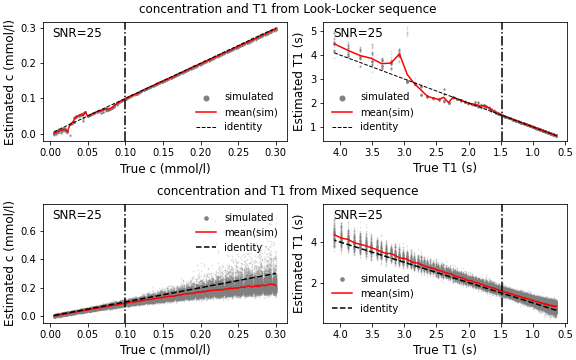 concentration and T1 from Look-Locker sequence
SNR=25
simulated
mean(sim)
identity
0.3
0.2
0.1
0.0
Estimated c (mmol/l)
0.00 0.05 0.10 0.15 0.20 0.25 0.30
True c (mmol/l)
SNR=25
simulated
mean(sim)
identity
5
4
3
2
1
Estimated T1 (s)
4.0 3.5 3.0 2.5 2.0 1.5 1.0 0.5
True T1 (s)
concentration and T1 from Mixed sequence
SNR=25
simulated
mean(sim)
identity
0.6
0.4
0.2
0.0
Estimated c (mmol/l)
0.00 0.05 0.10 0.15 0.20 0.25 0.30
True c (mmol/l)
SNR=25
simulated
mean(sim)
identity
4
2
Estimated T1 (s)
4.0 3.5 3.0 2.5 2.0 1.5 1.0 0.5
True T1 (s)